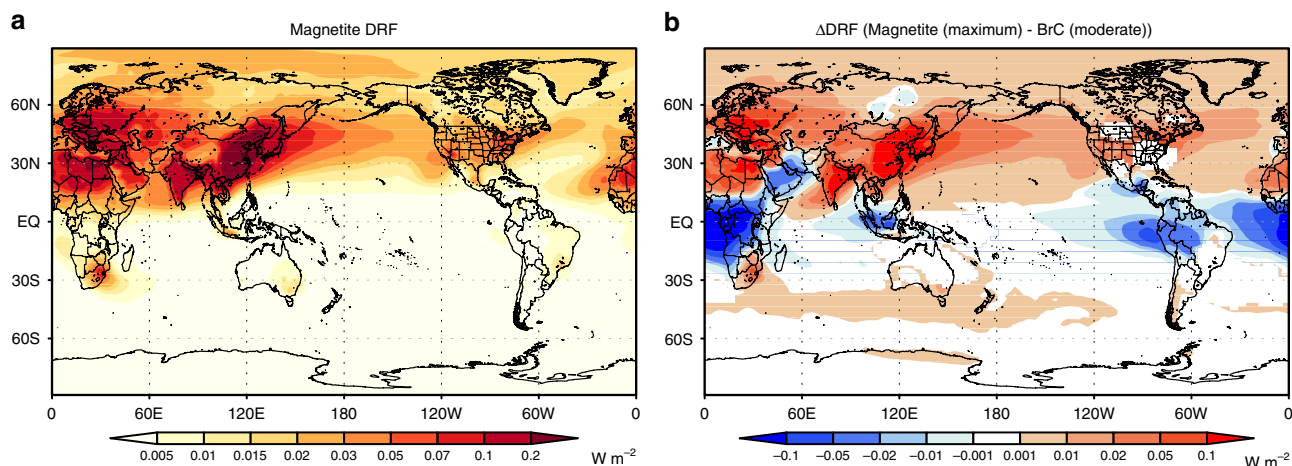 a
Magnetite DRF
60N
30N
EQ
30S
60S
0 60E 120E 180 120W 60W 0
0.005 0.01 0.015 0.02 0.03 0.05 0.07 0.1 0.2 W m⁻²
b
ΔDRF (Magnetite (maximum) - BrC (moderate))
60N
30N
EQ
30S
60S
0 60E 120E 180 120W 60W 0
−0.1 −0.05 −0.02 −0.01 −0.001 0.001 0.01 0.02 0.05 0.1 W m⁻²